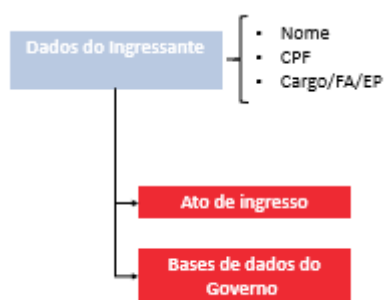 Dados do Ingressante
▪ Nome
▪ CPF
▪ Cargo/FA/EP
Ato de ingresso
Bases de dados do
Governo